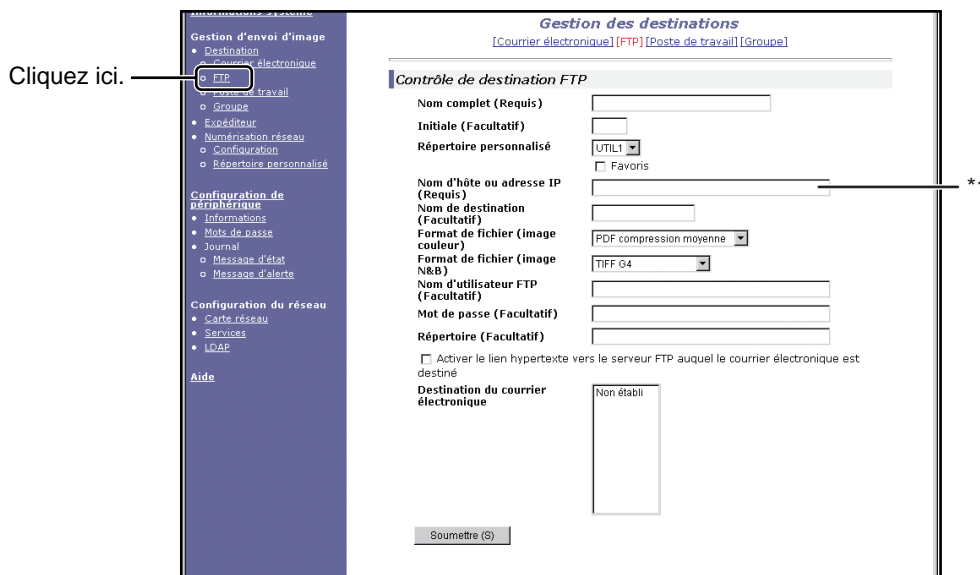 Informations système
Gestion d'envoi d'image
Destination
Courrier électronique
FTP
Poste de travail
Groupe
Expéditeur
Numérisation réseau
Configuration
Répertoire personnalisé
Configuration de
périphérique
Informations
Mots de passe
Journal
Message d'état
Message d'alerte
Configuration du réseau
Carte réseau
Services
LDAP
Aide
Cliquez ici.
Gestion des destinations
[Courrier électronique] [FTP] [Poste de travail] [Groupe]
Contrôle de destination FTP
Nom complet (Requis)
Initiale (Facultatif)
Répertoire personnalisé
UTIL1
Favoris
Nom d'hôte ou adresse IP
(Requis)
Nom de destination
(Facultatif)
Format de fichier (image
couleur)
PDF compression moyenne
Format de fichier (image
N&B)
TIFF G4
Nom d'utilisateur FTP
(Facultatif)
Mot de passe (Facultatif)
Répertoire (Facultatif)
Activer le lien hypertexte vers le serveur FTP auquel le courrier électronique est
destiné
Destination du courrier
électronique
Non établi
Soumettre (S)